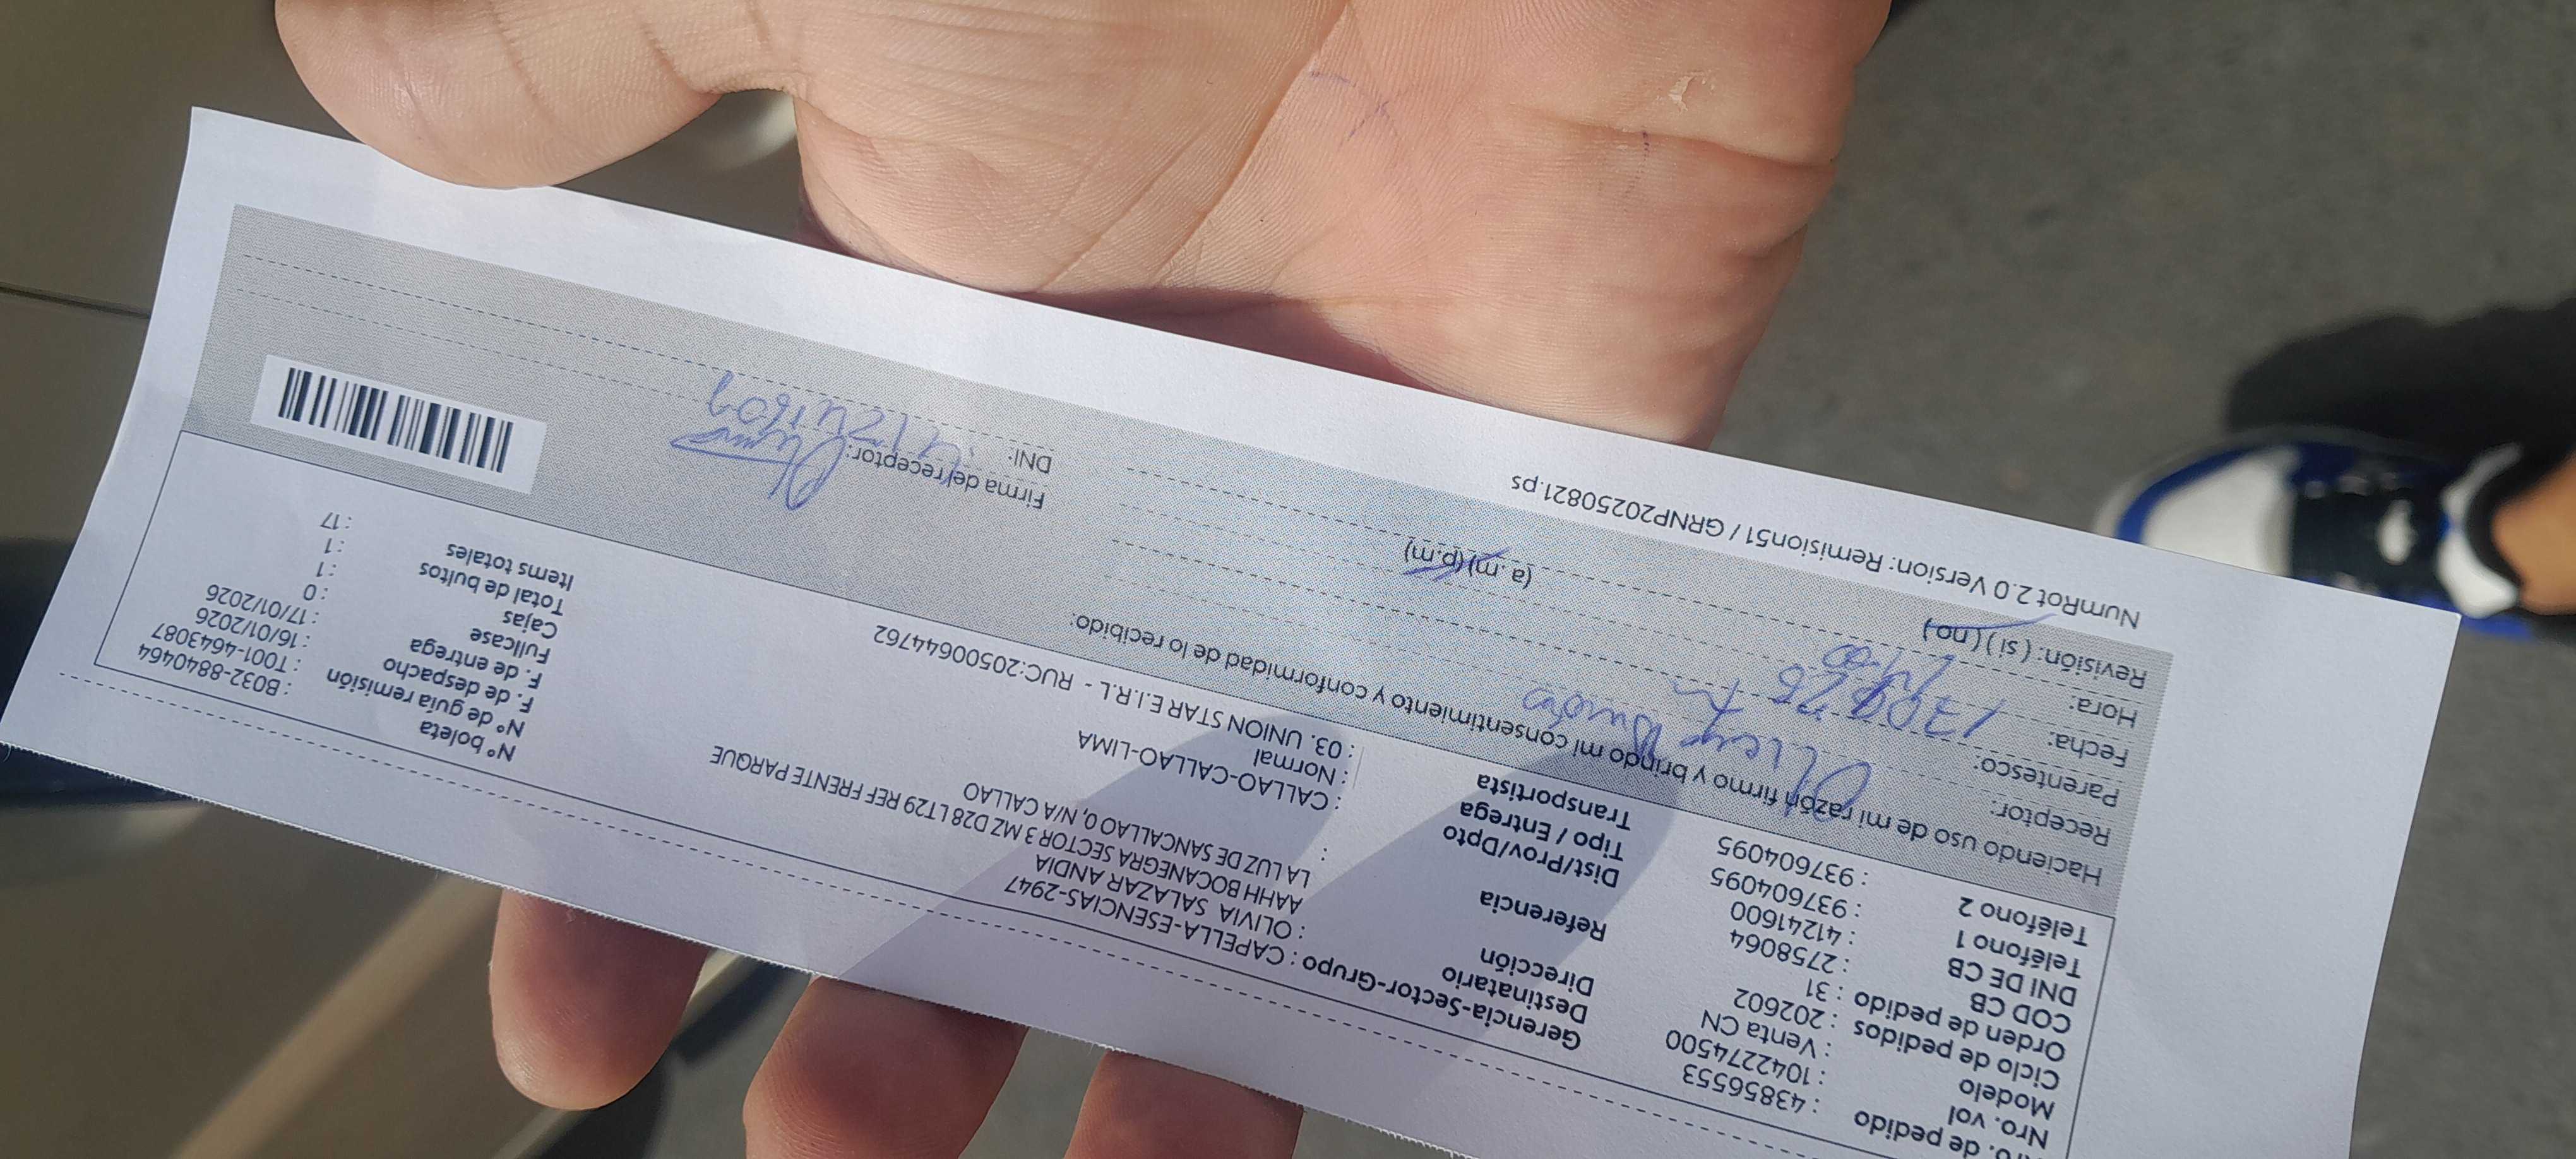 Nro. de pedido : 43856553
Nro. vol : 1042274500
Modelo : Venta CN
Ciclo de pedidos : 202602
Orden de pedido : 31
COD CB : 2758064
DNI DE CB : 41241600
Teléfono 1 : 937604095
Teléfono 2 : 937604095
Gerencia-Sector-Grupo : CAPELLA-ESENCIAS-2947
Destinatario : OLIVIA SALAZAR ANDIA
Dirección AAHH BOCANEGRA SECTOR 3 MZ D28 LT29 REF FRENTE PARQUE
LA LUZ DE SANCALLAO 0, N/A CALLAO
Referencia :
Dist/Prov/Dpto : CALLAO-CALLAO-LIMA
Tipo / Entrega : Normal
Transportista : 03. UNION STAR E.I.R.L - RUC:20500644762
N° boleta : B032-8840464
N° de guía remisión : T001-4643087
F. de despacho : 16/01/2026
F. de entrega : 17/01/2026
Fullcase : 0
Cajas : 1
Total de bultos : 1
Items totales : 17
Haciendo uso de mi razón firmo y brindo mi consentimiento y conformidad de lo recibido:
Receptor:
Parentesco:
Fecha:
Hora: (a.m) (p.m)
Revisión: ( si ) ( no )
Firma del receptor:
DNI:
NumRot 2.0 Version: Remision51 / GRNP20250821.ps